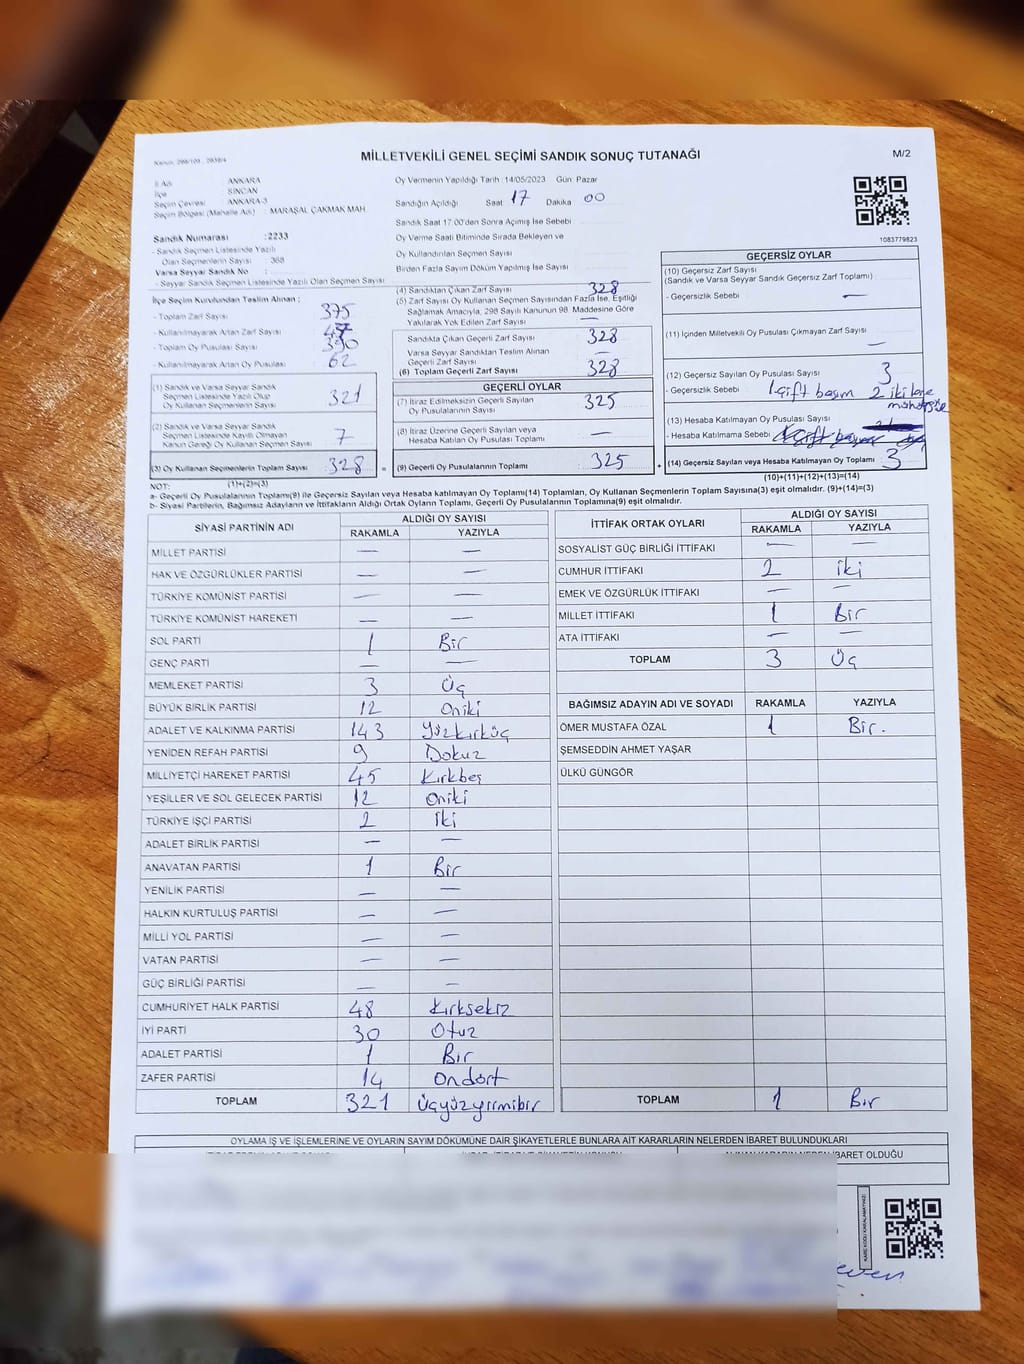 Kanun: 298/105 , 2839/4
MİLLETVEKİLİ GENEL SEÇİMİ SANDIK SONUÇ TUTANAĞI
M/2
İl Adı : ANKARA
İlçe : SİNCAN
Seçim Çevresi : ANKARA-3
Seçim Bölgesi (Mahalle Adı) : MARAŞAL ÇAKMAK MAH.
Oy Vermenin Yapıldığı Tarih :14/05/2023 Gün: Pazar
Sandığın Açıldığı Saat 17 Dakika 00
Sandık Saat 17:00'den Sonra Açılmış İse Sebebi
Oy Verme Saati Bitiminde Sırada Bekleyen ve
Oy Kullandırılan Seçmen Sayısı
Birden Fazla Sayım Döküm Yapılmış İse Sayısı
1083779823
Sandık Numarası :2233
- Sandık Seçmen Listesinde Yazılı
Olan Seçmenlerin Sayısı : 368
Varsa Seyyar Sandık No :
- Seyyar Sandık Seçmen Listesinde Yazılı Olan Seçmen Sayısı
İlçe Seçim Kurulundan Teslim Alınan ;
- Toplam Zarf Sayısı : 375
- Kullanılmayarak Artan Zarf Sayısı : 47
- Toplam Oy Pusulası Sayısı : 390
- Kullanılmayarak Artan Oy Pusulası : 62
(1) Sandık ve Varsa Seyyar Sandık
Seçmen Listesinde Yazılı Olup
Oy Kullanan Seçmenlerin Sayısı : 321
(2) Sandık ve Varsa Seyyar Sandık
Seçmen Listesinde Kayıtlı Olmayan
Kanun Gereği Oy Kullanan Seçmen Sayısı : 7
(3) Oy Kullanan Seçmenlerin Toplam Sayısı : 328
=
(4) Sandıktan Çıkan Zarf Sayısı : 328
(5) Zarf Sayısı Oy Kullanan Seçmen Sayısından Fazla İse, Eşitliği
Sağlamak Amacıyla, 298 Sayılı Kanunun 98. Maddesine Göre
Yakılarak Yok Edilen Zarf Sayısı : —
Sandıkta Çıkan Geçerli Zarf Sayısı : 328
Varsa Seyyar Sandıktan Teslim Alınan
Geçerli Zarf Sayısı : —
(6) Toplam Geçerli Zarf Sayısı : 328
GEÇERLİ OYLAR
(7) İtiraz Edilmeksizin Geçerli Sayılan
Oy Pusulalarının Sayısı : 325
(8) İtiraz Üzerine Geçerli Sayılan veya
Hesaba Katılan Oy Pusulası Toplamı : —
(9) Geçerli Oy Pusulalarının Toplamı : 325
+
GEÇERSİZ OYLAR
(10) Geçersiz Zarf Sayısı
(Sandık ve Varsa Seyyar Sandık Geçersiz Zarf Toplamı) :
- Geçersizlik Sebebi : —
(11) İçinden Milletvekili Oy Pusulası Çıkmayan Zarf Sayısı : —
(12) Geçersiz Sayılan Oy Pusulası Sayısı : 3
- Geçersizlik Sebebi : 1 çift basım 2
(13) Hesaba Katılmayan Oy Pusulası Sayısı :
- Hesaba Katılmama Sebebi :
(14) Geçersiz Sayılan veya Hesaba Katılmayan Oy Toplamı : 3
NOT: (1)+(2)=(3)
(10)+(11)+(12)+(13)=(14)
a- Geçerli Oy Pusulalarının Toplamı(9) ile Geçersiz Sayılan veya Hesaba katılmayan Oy Toplamı(14) Toplamları, Oy Kullanan Seçmenlerin Toplam Sayısına(3) eşit olmalıdır. (9)+(14)=(3)
b- Siyasi Partilerin, Bağımsız Adayların ve İttifakların Aldığı Ortak Oyların Toplamı, Geçerli Oy Pusulalarının Toplamına(9) eşit olmalıdır.
SİYASİ PARTİNİN ADI ALDIĞI OY SAYISI
RAKAMLA YAZIYLA
MİLLET PARTİSİ — —
HAK VE ÖZGÜRLÜKLER PARTİSİ — —
TÜRKİYE KOMÜNİST PARTİSİ — —
TÜRKİYE KOMÜNİST HAREKETİ — —
SOL PARTİ 1 Bir
GENÇ PARTİ — —
MEMLEKET PARTİSİ 3 Üç
BÜYÜK BİRLİK PARTİSİ 12 Oniki
ADALET VE KALKINMA PARTİSİ 143 Yüzkırküç
YENİDEN REFAH PARTİSİ 9 Dokuz
MİLLİYETÇİ HAREKET PARTİSİ 45 Kırkbeş
YEŞİLLER VE SOL GELECEK PARTİSİ 12 Oniki
TÜRKİYE İŞÇİ PARTİSİ 2 İki
ADALET BİRLİK PARTİSİ — —
ANAVATAN PARTİSİ 1 Bir
YENİLİK PARTİSİ — —
HALKIN KURTULUŞ PARTİSİ — —
MİLLİ YOL PARTİSİ — —
VATAN PARTİSİ — —
GÜÇ BİRLİĞİ PARTİSİ — —
CUMHURİYET HALK PARTİSİ 48 Kırksekiz
İYİ PARTİ 30 Otuz
ADALET PARTİSİ 1 Bir
ZAFER PARTİSİ 14 Ondört
TOPLAM 321 Üçyüzyirmibir
İTTİFAK ORTAK OYLARI ALDIĞI OY SAYISI
RAKAMLA YAZIYLA
SOSYALİST GÜÇ BİRLİĞİ İTTİFAKI — —
CUMHUR İTTİFAKI 2 iki
EMEK VE ÖZGÜRLÜK İTTİFAKI — —
MİLLET İTTİFAKI 1 Bir
ATA İTTİFAKI — —
TOPLAM 3 Üç
BAĞIMSIZ ADAYIN ADI VE SOYADI RAKAMLA YAZIYLA
ÖMER MUSTAFA ÖZAL 1 Bir.
ŞEMSEDDİN AHMET YAŞAR
ÜLKÜ GÜNGÖR
TOPLAM 1 Bir
OYLAMA İŞ VE İŞLEMLERİNE VE OYLARIN SAYIM DÖKÜMÜNE DAİR ŞİKAYETLERLE BUNLARA AİT KARARLARIN NELERDEN İBARET BULUNDUKLARI
İBARET OLDUĞU
KARE KODU KARALAMAYINIZ!